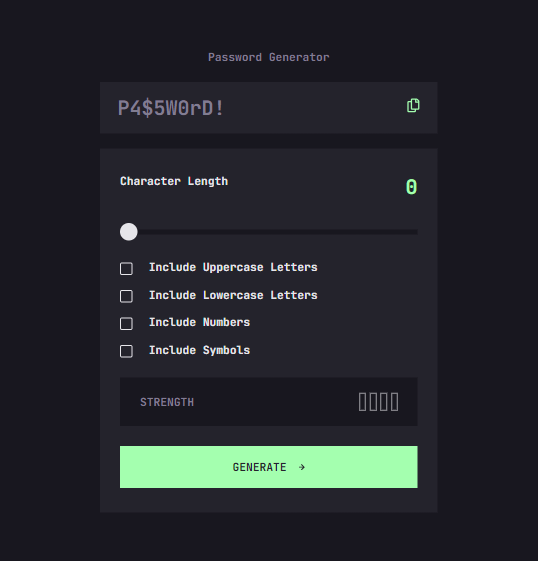 Password Generator
P4$5W0rD!
Character Length
0
Include Uppercase Letters
Include Lowercase Letters
Include Numbers
Include Symbols
STRENGTH
GENERATE →